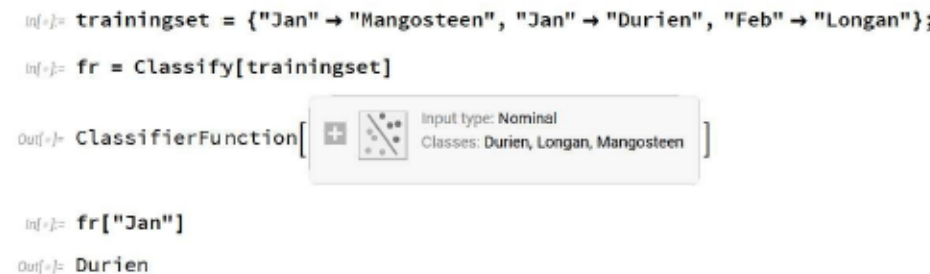 In[•]:= trainingset = {"Jan" → "Mangosteen", "Jan" → "Durien", "Feb" → "Longan"};
In[•]:= fr = Classify[trainingset]
Out[•]= ClassifierFunction[ Input type: Nominal
Classes: Durien, Longan, Mangosteen ]
In[•]:= fr["Jan"]
Out[•]= Durien